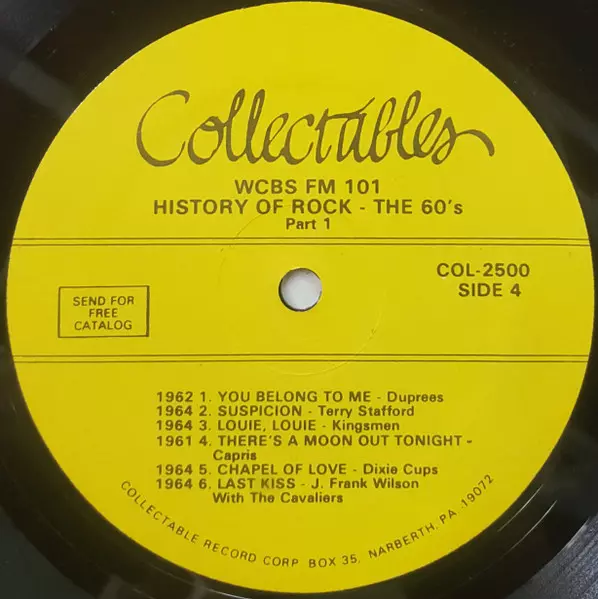 Collectables
WCBS FM 101
HISTORY OF ROCK - THE 60's
Part 1
SEND FOR
FREE
CATALOG
COL-2500
SIDE 4
1962 1. YOU BELONG TO ME - Duprees
1964 2. SUSPICION - Terry Stafford
1964 3. LOUIE, LOUIE - Kingsmen
1961 4. THERE'S A MOON OUT TONIGHT -
Capris
1964 5. CHAPEL OF LOVE - Dixie Cups
1964 6. LAST KISS - J. Frank Wilson
With The Cavaliers
COLLECTABLE RECORD CORP BOX 35, NARBERTH, PA. 19072